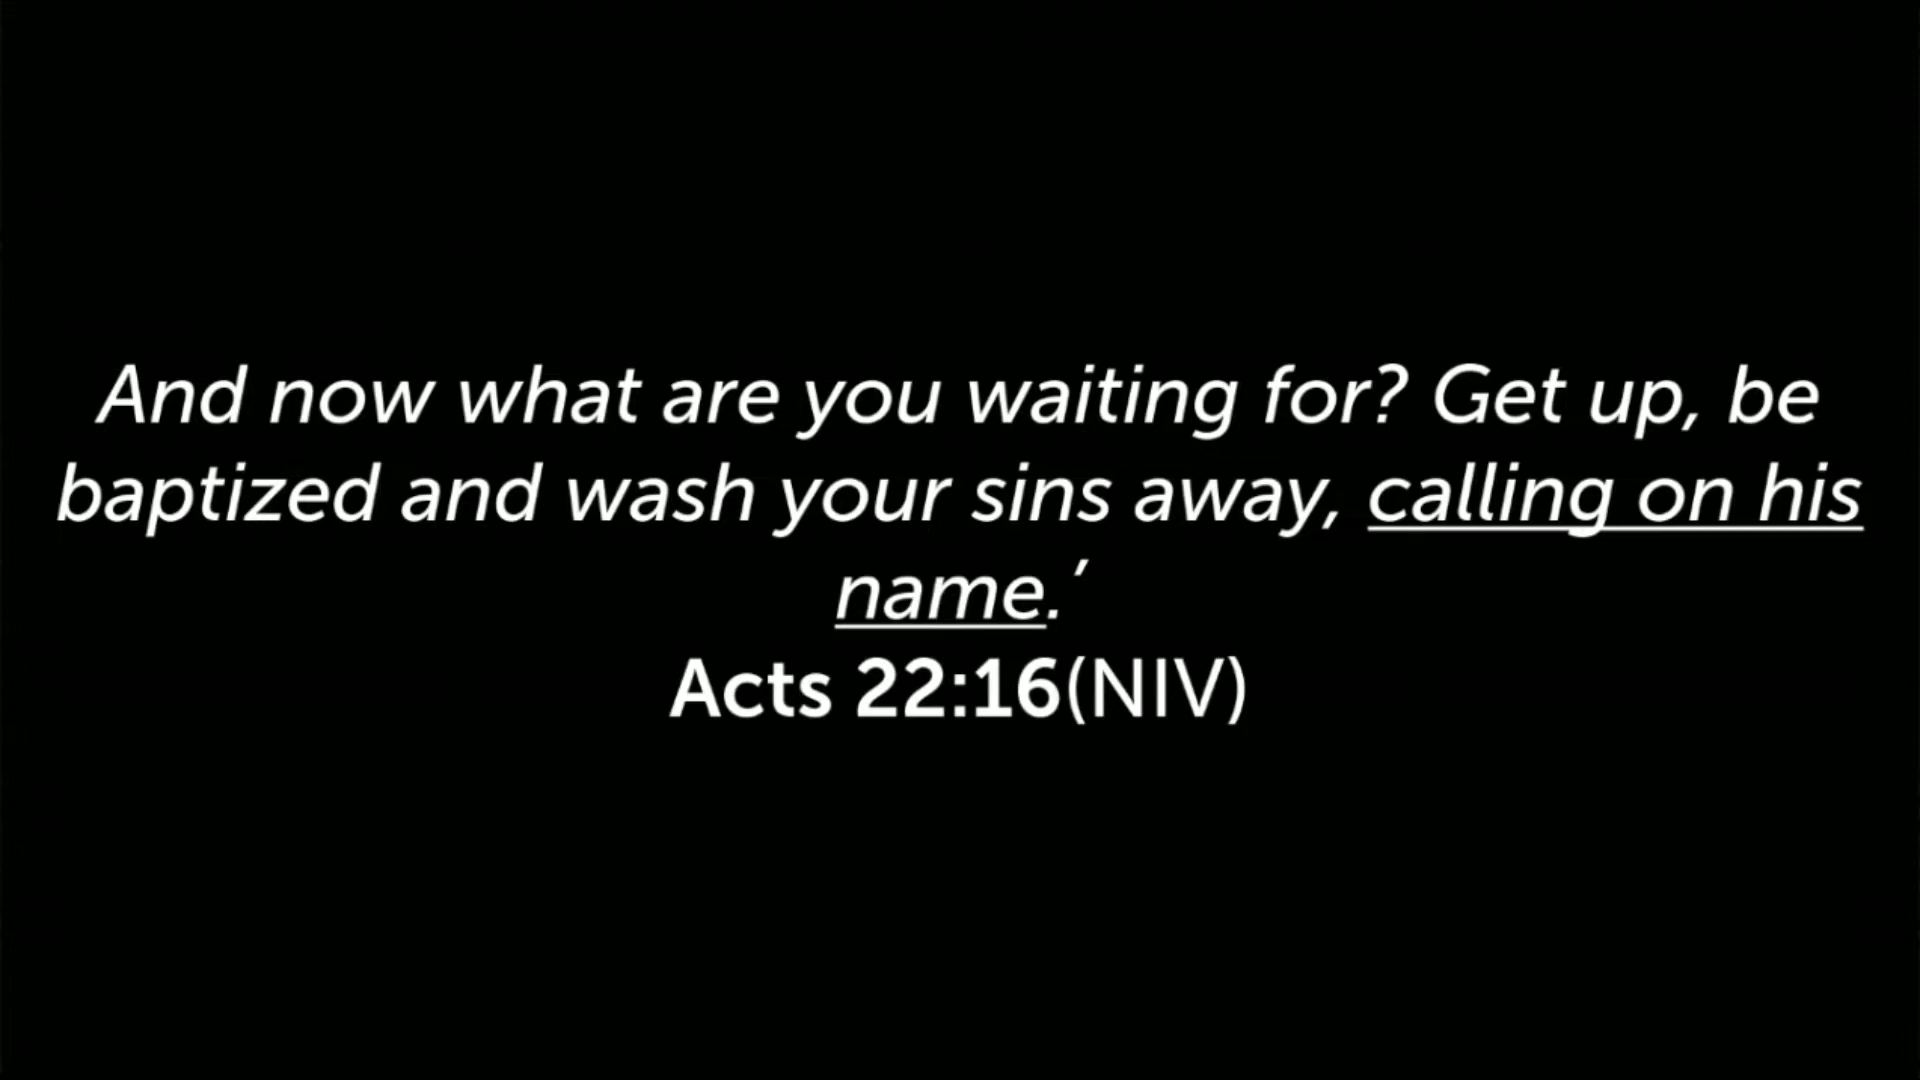 And now what are you waiting for? Get up, be
baptized and wash your sins away, calling on his
name.’
Acts 22:16(NIV)